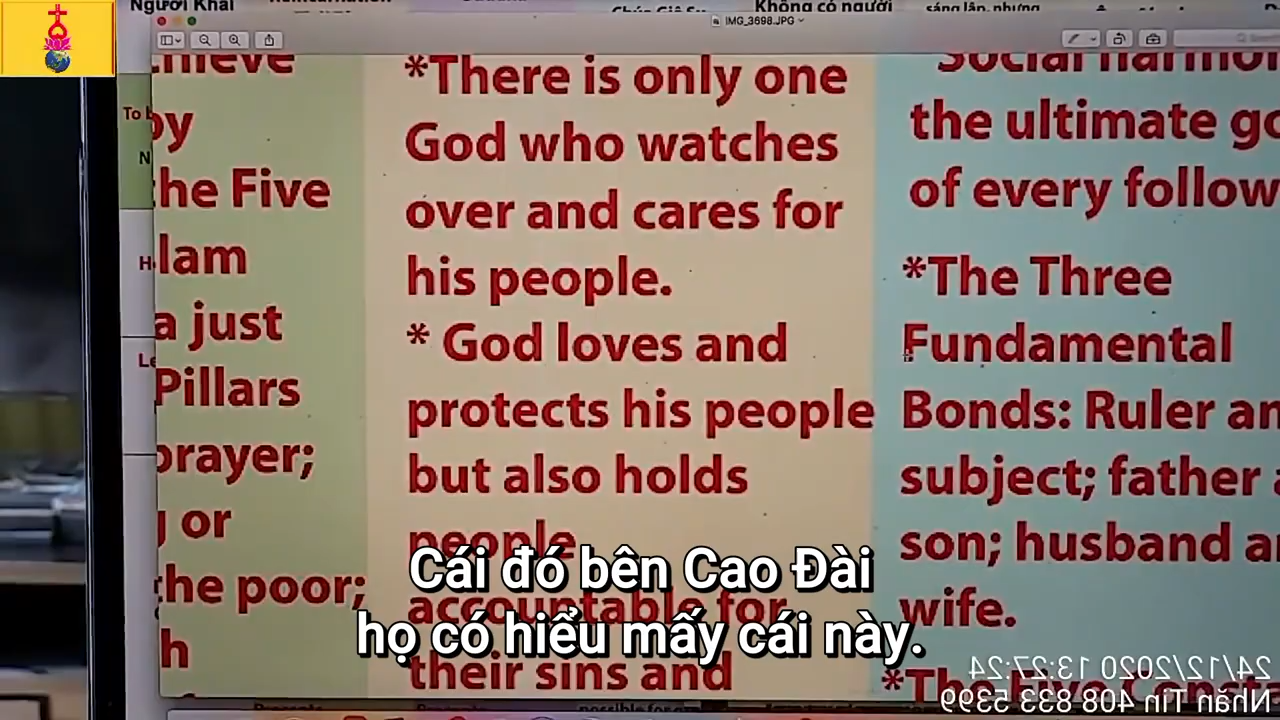 Người Khai
Không có người
sáng lập, nhưng
IMG_3698.JPG
To b
N
H
Le
by
the Five
lam
a just
Pillars
prayer;
or
the poor;
h
*There is only one
God who watches
over and cares for
his people.
* God loves and
protects his people
but also holds
people
accountable for
their sins and
Social harmon
the ultimate go
of every follow
*The Three
Fundamental
Bonds: Ruler an
subject; father a
son; husband an
wife.
Cái đó bên Cao Đài
họ có hiểu mấy cái này.
24/12/2020 13:27:24
Nhãn Tin 408 833 5399